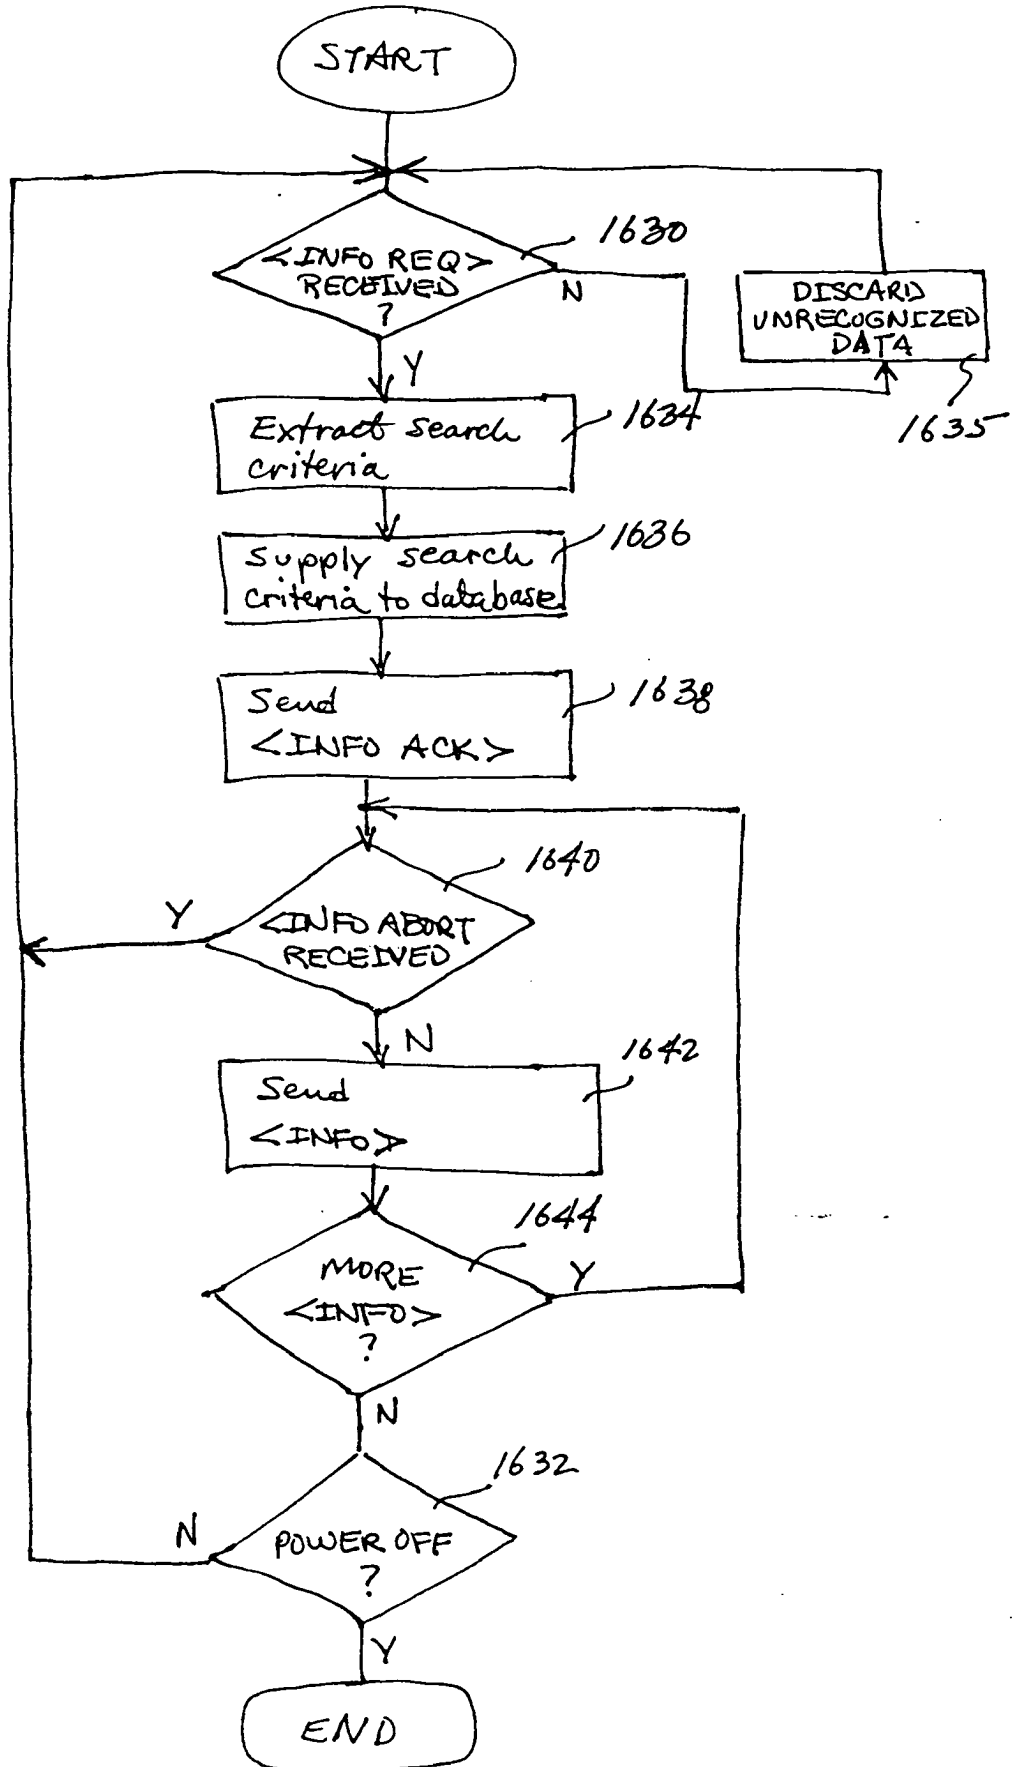 START
1630
<INFO REQ>
RECEIVED
?
N
DISCARD
UNRECOGNIZED
DATA
1635
Y
1634
Extract search
criteria
1636
Supply search
criteria to database
1638
Send
<INFO ACK>
1640
Y
<INFO ABORT
RECEIVED
N
1642
Send
<INFO>
1644
MORE
<INFO>
?
Y
N
1632
N
POWER OFF
?
Y
END